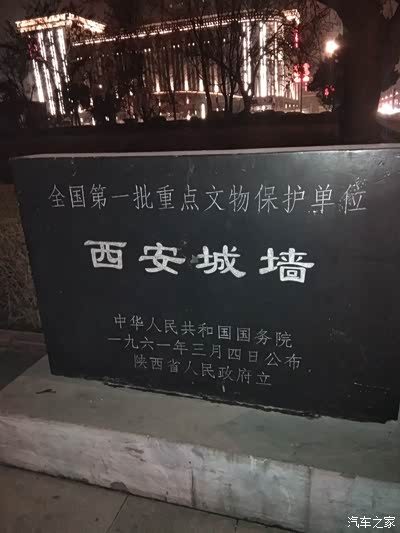 全国第一批重点文物保护单位
西安城墙
中华人民共和国国务院
一九六一年三月四日公布
陕西省人民政府立
汽车之家